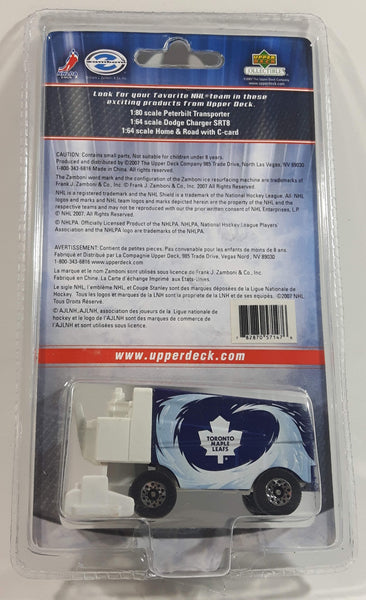 zamboni
UPPER DECK
COLLECTIBLES
Look for your favorite NHL® team in these
exciting products from Upper Deck.
1:80 scale Peterbilt Transporter
1:64 scale Dodge Charger SRT8
1:64 scale Home & Road with C-card
CAUTION: Contains small parts, Not suitable for children under 8 years.
Produced and distributed by ©2007 The Upper Deck Company 985 Trade Drive, North Las Vegas, NV 89030
1-800-343-6816 Made in China. Card Printed in USA.
The Zamboni word mark and the configuration of the Zamboni ice resurfacing machine are trademarks of
Frank J. Zamboni & Co., Inc. © Frank J. Zamboni & Co., Inc. 2007 All Rights Reserved.
NHL and the NHL Shield is a trademark of the National Hockey League. All NHL
logos and marks and NHL team logos and marks depicted herein are the property of the NHL and the
respective teams and may not be reproduced without the prior written consent of NHL Enterprises, L.P.
© NHL 2007. All Rights Reserved.
© NHLPA. Officially Licensed Product of the NHLPA. NHLPA, National Hockey League Players'
Association and the NHLPA logo are trademarks of the NHLPA.
AVERTISSEMENT: Contient de petites pieces. Pas convenable pour les enfants de moins de 8 ans.
Fabriqué et Distribué par La Compagnie Upper Deck, 985 Trade Drive, Vegas Nord , NV 89030
1-800-343-6816 www.upperdeck.com
La marque et le nom Zamboni sont utilisés sous licence de Frank J. Zamboni & Co., Inc.
Fabriqué en Chine. La Carte d'échange Imprimé aux États-Unies.
Le sigle NHL, l'emblème NHL, et Coupe Stanley sont des marques déposées de la Ligue Nationale de
Hockey. Tous les logos et marques de la LNH sont la propriété de la LNH et de ses équipes. ©2007 NHL
Tous Droits Réservé.
© AJLNH, association des joueurs de la Ligue nationale de
hockey et le logo de l'AJLNH sont des marques de commerce
de l'AJLNH et sont utilisés sous licence.
82870 57147
www.upperdeck.com
TORONTO
MAPLE
LEAFS